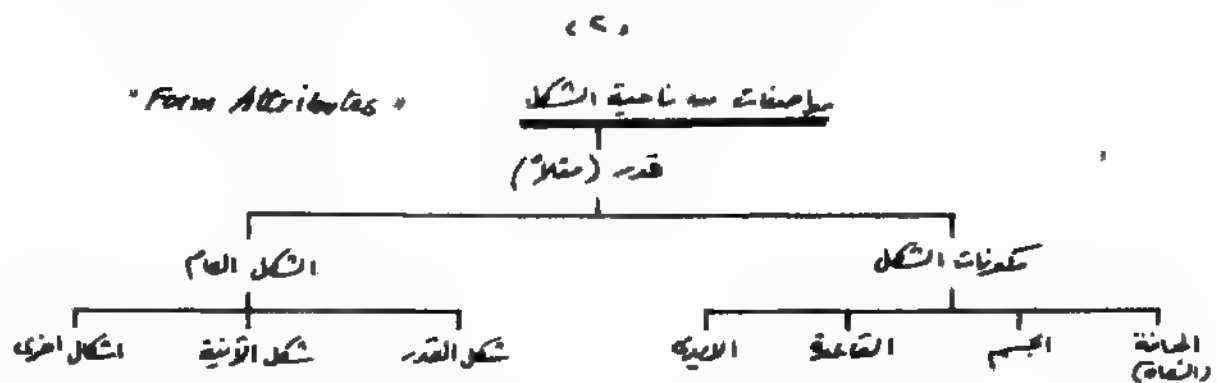 (٢)
مواصفات من ناحية الشكل "Form Attributes"
قدر (مثلاً)
مكونات الشكل الشكل العام
الحافة الجسم القاعدة الايدي شكل القدر شكل الآنية اشكال اخرى
(الشفاه)